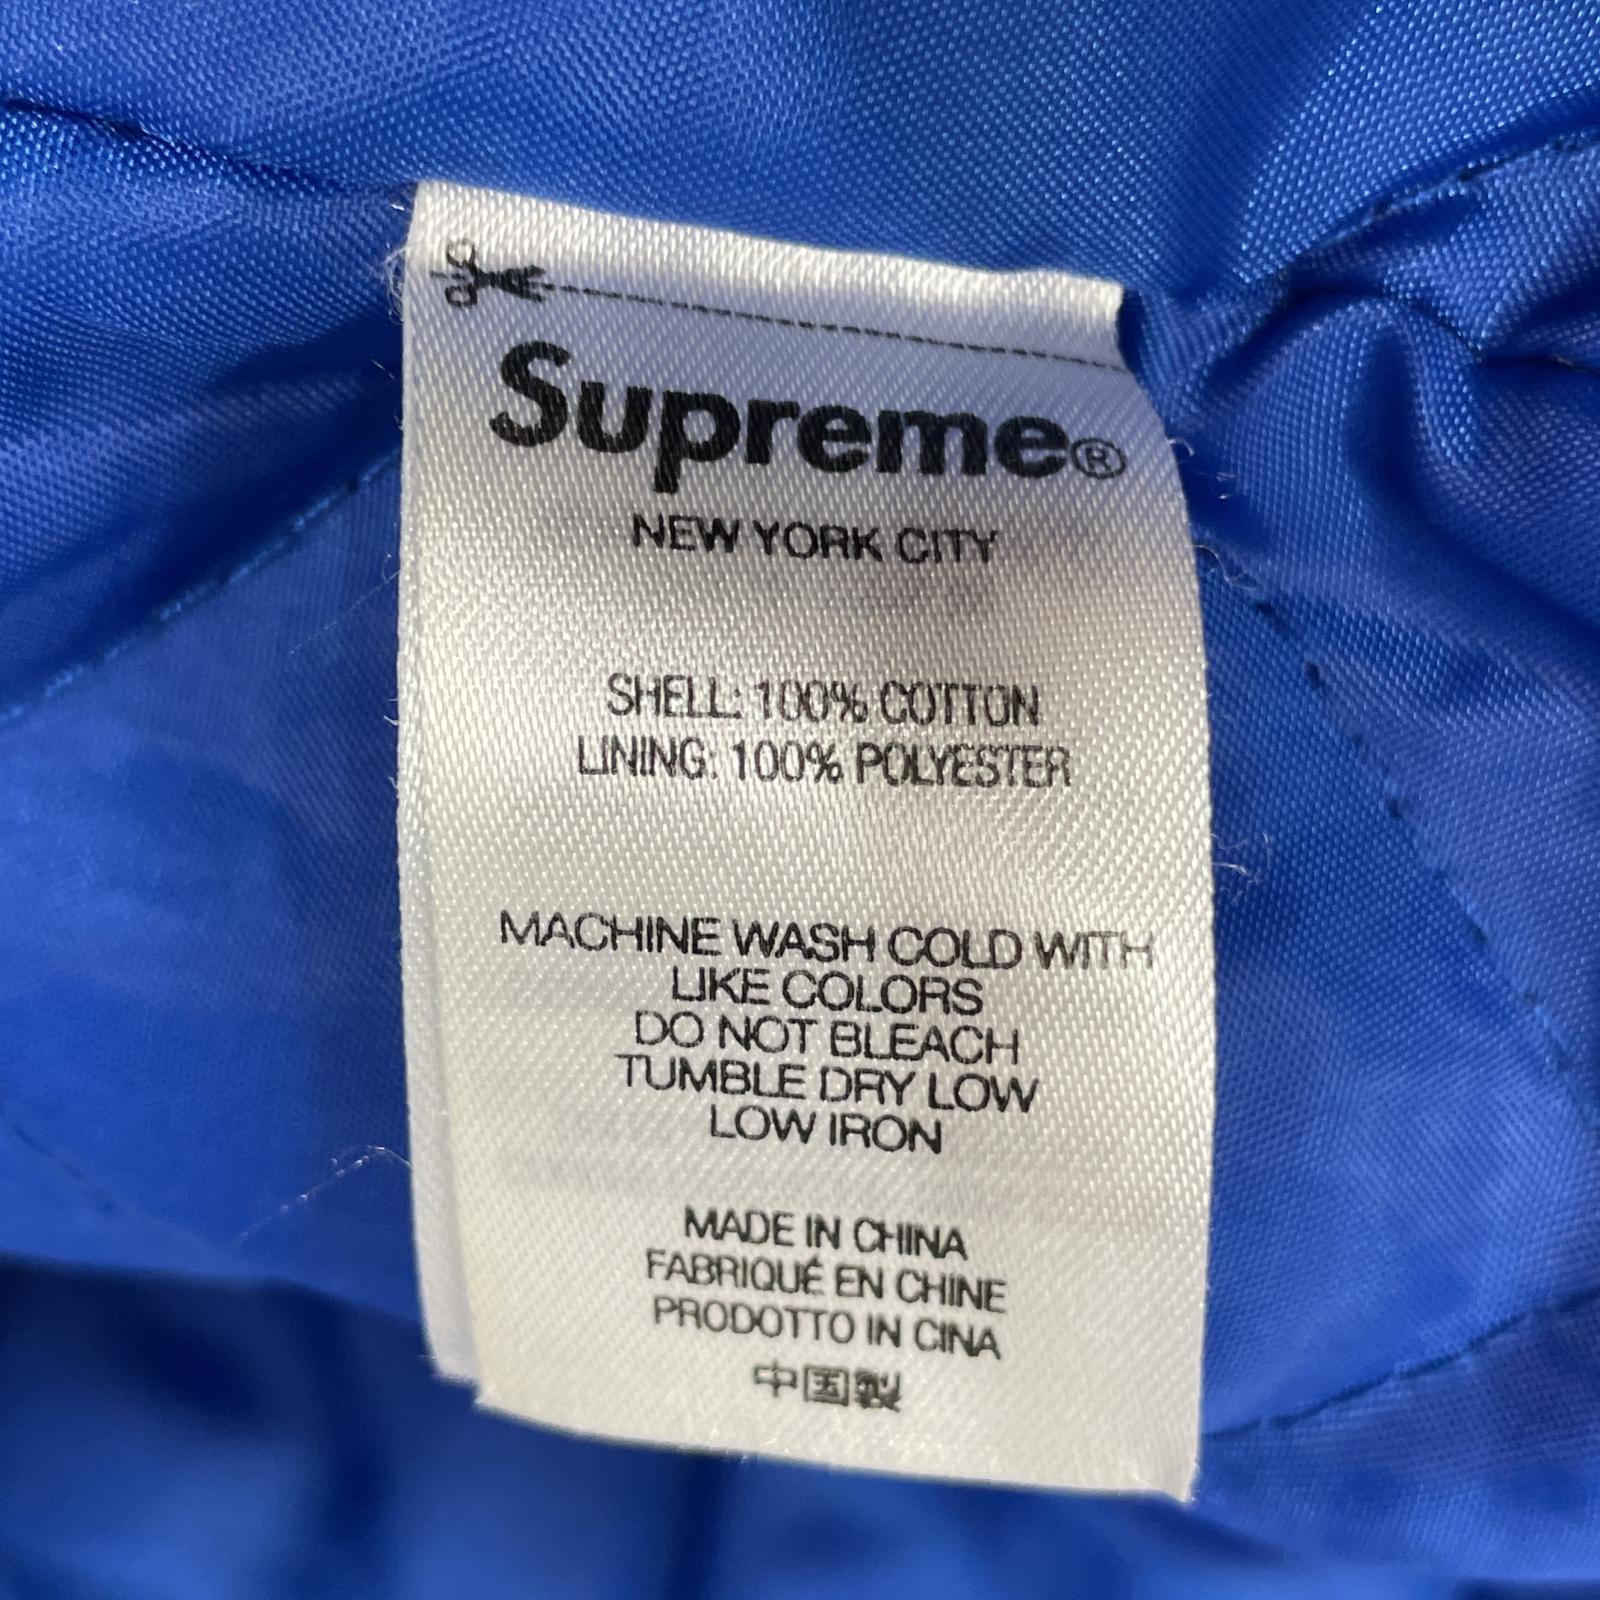 Supreme®
NEW YORK CITY
SHELL: 100% COTTON
LINING: 100% POLYESTER
MACHINE WASH COLD WITH
LIKE COLORS
DO NOT BLEACH
TUMBLE DRY LOW
LOW IRON
MADE IN CHINA
FABRIQUÉ EN CHINE
PRODOTTO IN CINA
中国製